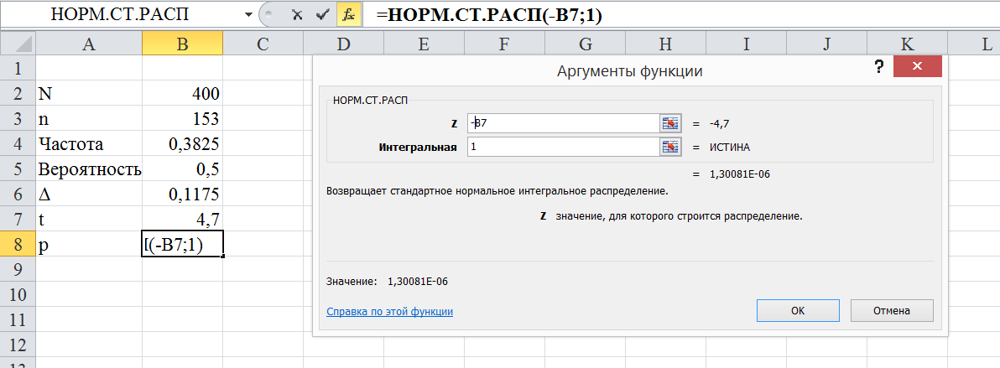 НОРМ.СТ.РАСП =НОРМ.СТ.РАСП(-B7;1)
A B C D E F G H I J K L
1 Аргументы функции ?
2 N 400 НОРМ.СТ.РАСП
3 n 153 Z -B7 = -4,7
4 Частота 0,3825 Интегральная 1 = ИСТИНА
5 Вероятность 0,5 = 1,30081E-06
6 Δ 0,1175 Возвращает стандартное нормальное интегральное распределение.
7 t 4,7 Z значение, для которого строится распределение.
8 p (-B7;1)
9
Значение: 1,30081E-06
10
Справка по этой функции OK Отмена
11
12